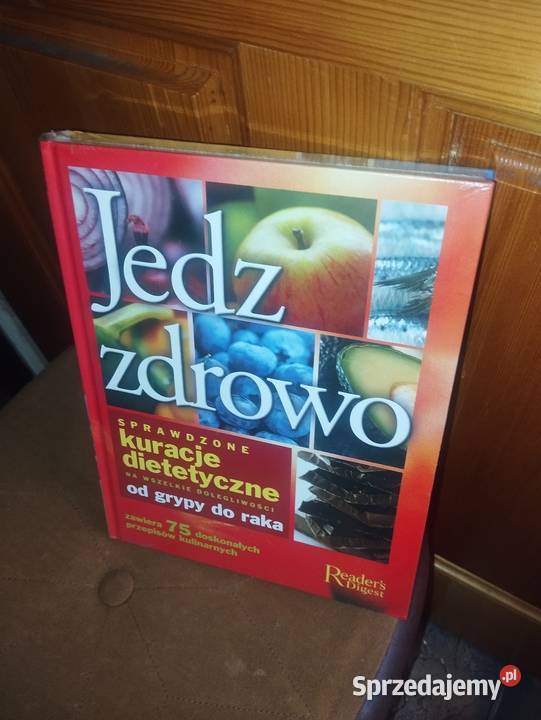 Jedz
zdrowo
SPRAWDZONE
kuracje
dietetyczne
NA WSZELKIE DOLEGLIWOŚCI
od grypy do raka
zawiera 75 doskonałych
przepisów kulinarnych
Reader's
Digest
Sprzedajemy.pl